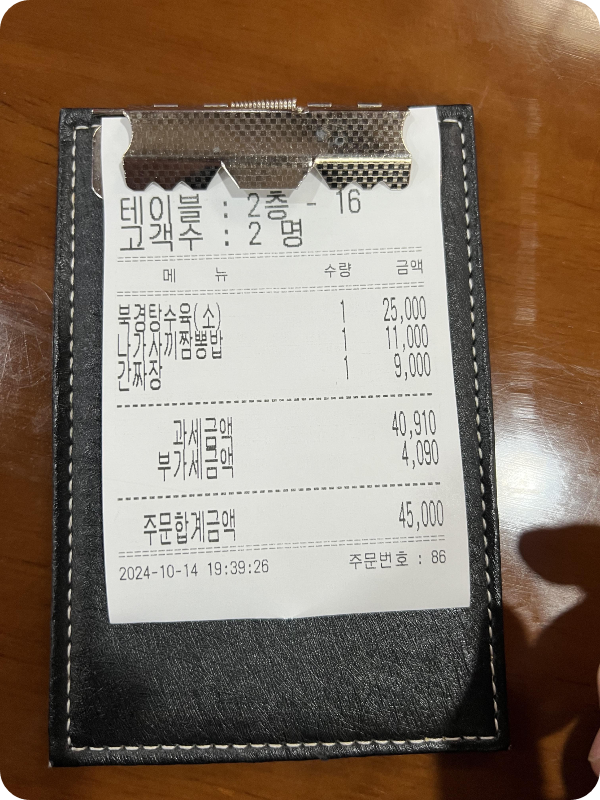 테이블 : 2층 - 16
고객수 : 2 명
메 뉴 수량 금액
북경탕수육(소) 1 25,000
나가사끼짬뽕밥 1 11,000
간짜장 1 9,000
과세금액 40,910
부가세금액 4,090
주문합계금액 45,000
2024-10-14 19:39:26 주문번호 : 86